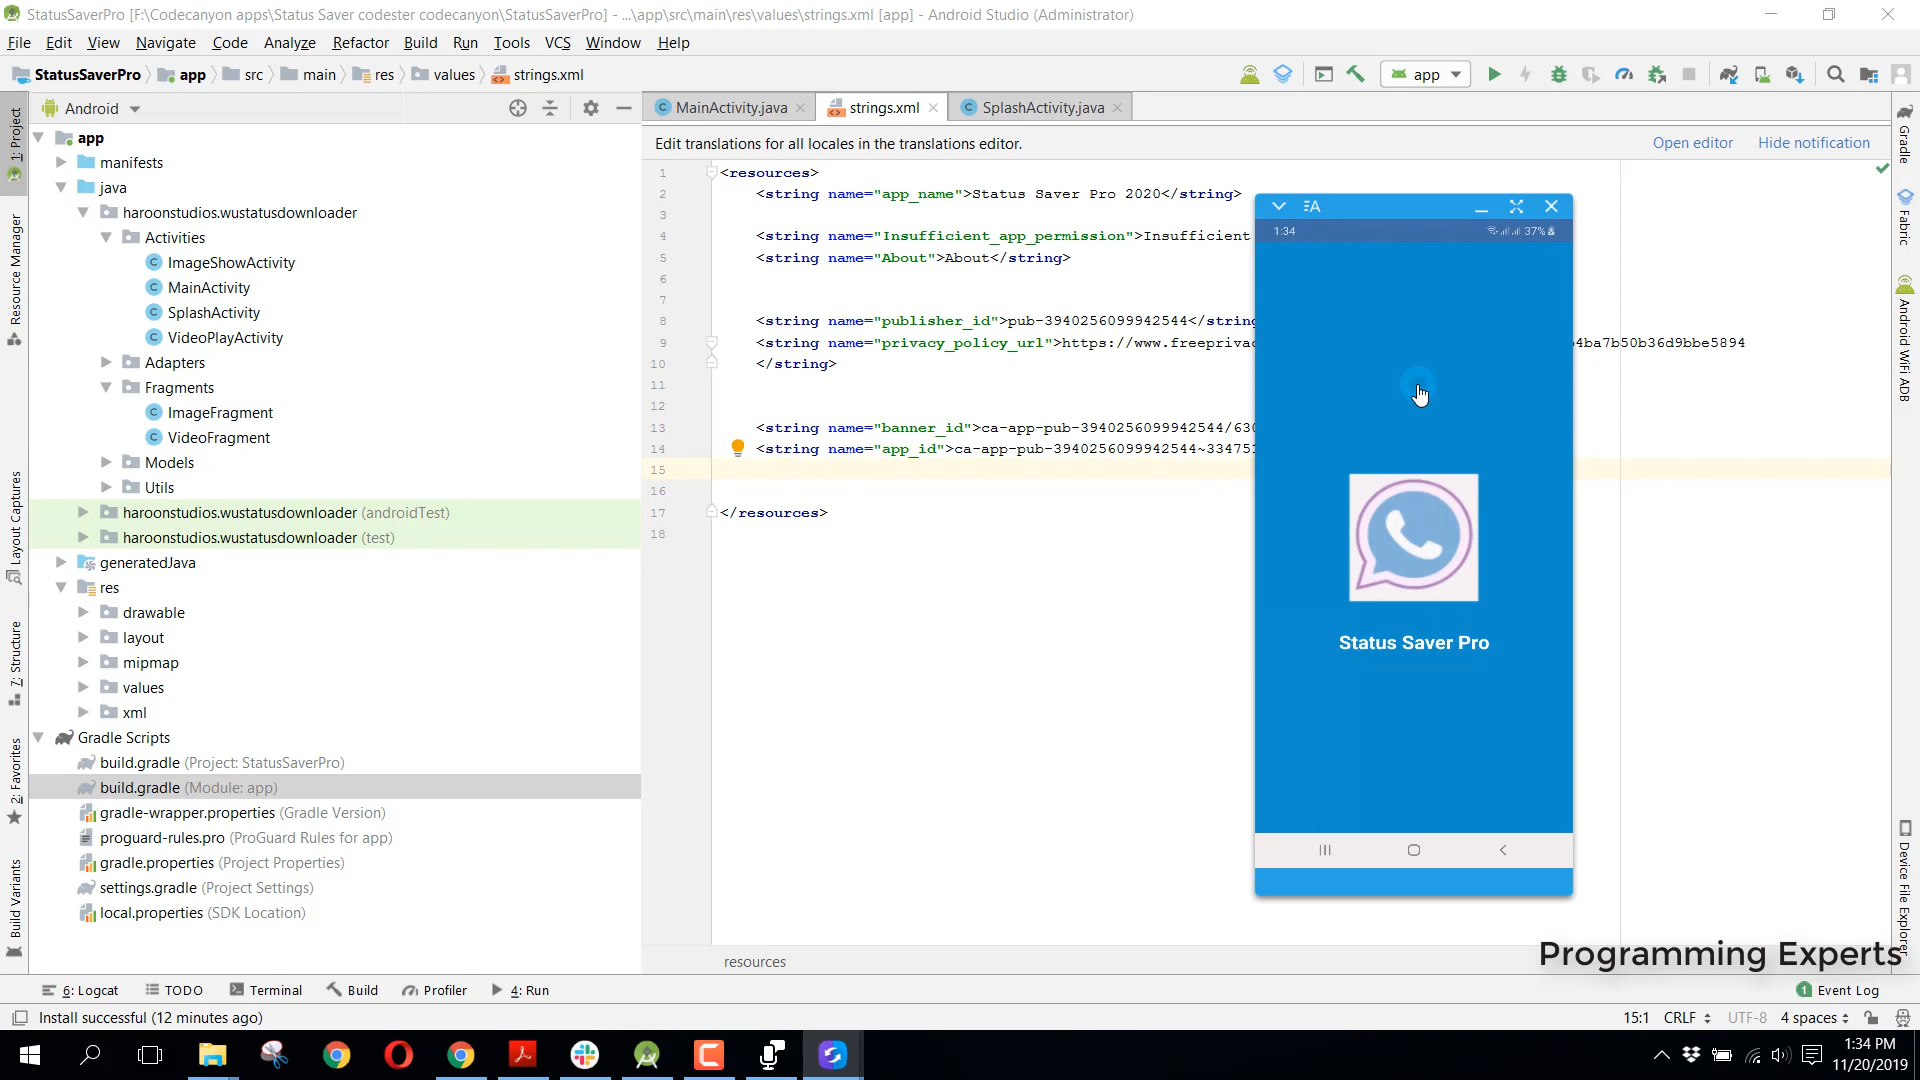 StatusSaverPro [F:\Codecanyon apps\Status Saver codester codecanyon\StatusSaverPro] - ...\app\src\main\res\values\strings.xml [app] - Android Studio (Administrator)
File Edit View Navigate Code Analyze Refactor Build Run Tools VCS Window Help
StatusSaverPro app src main res values strings.xml
app
Android
MainActivity.java strings.xml SplashActivity.java
Edit translations for all locales in the translations editor.
Open editor Hide notification
1: Project
Resource Manager
Layout Captures
7: Structure
2: Favorites
Build Variants
app
manifests
java
haroonstudios.wustatusdownloader
Activities
ImageShowActivity
MainActivity
SplashActivity
VideoPlayActivity
Adapters
Fragments
ImageFragment
VideoFragment
Models
Utils
haroonstudios.wustatusdownloader (androidTest)
haroonstudios.wustatusdownloader (test)
generatedJava
res
drawable
layout
mipmap
values
xml
Gradle Scripts
build.gradle (Project: StatusSaverPro)
build.gradle (Module: app)
gradle-wrapper.properties (Gradle Version)
proguard-rules.pro (ProGuard Rules for app)
gradle.properties (Project Properties)
settings.gradle (Project Settings)
local.properties (SDK Location)
1 <resources>
2 <string name="app_name">Status Saver Pro 2020</string>
3
4 <string name="Insufficient_app_permission">Insufficient
5 <string name="About">About</string>
6
7
8 <string name="publisher_id">pub-3940256099942544</string
9 <string name="privacy_policy_url">https://www.freepriva 4ba7b50b36d9bbe5894
10 </string>
11
12
13 <string name="banner_id">ca-app-pub-3940256099942544/630
14 <string name="app_id">ca-app-pub-3940256099942544~33475
15
16
17 </resources>
18
1:34 37%
Status Saver Pro
Gradle
Fabric
Android WiFi ADB
Device File Explorer
resources
Programming Experts
6: Logcat TODO Terminal Build Profiler 4: Run
1 Event Log
Install successful (12 minutes ago)
15:1 CRLF UTF-8 4 spaces
1:34 PM
11/20/2019